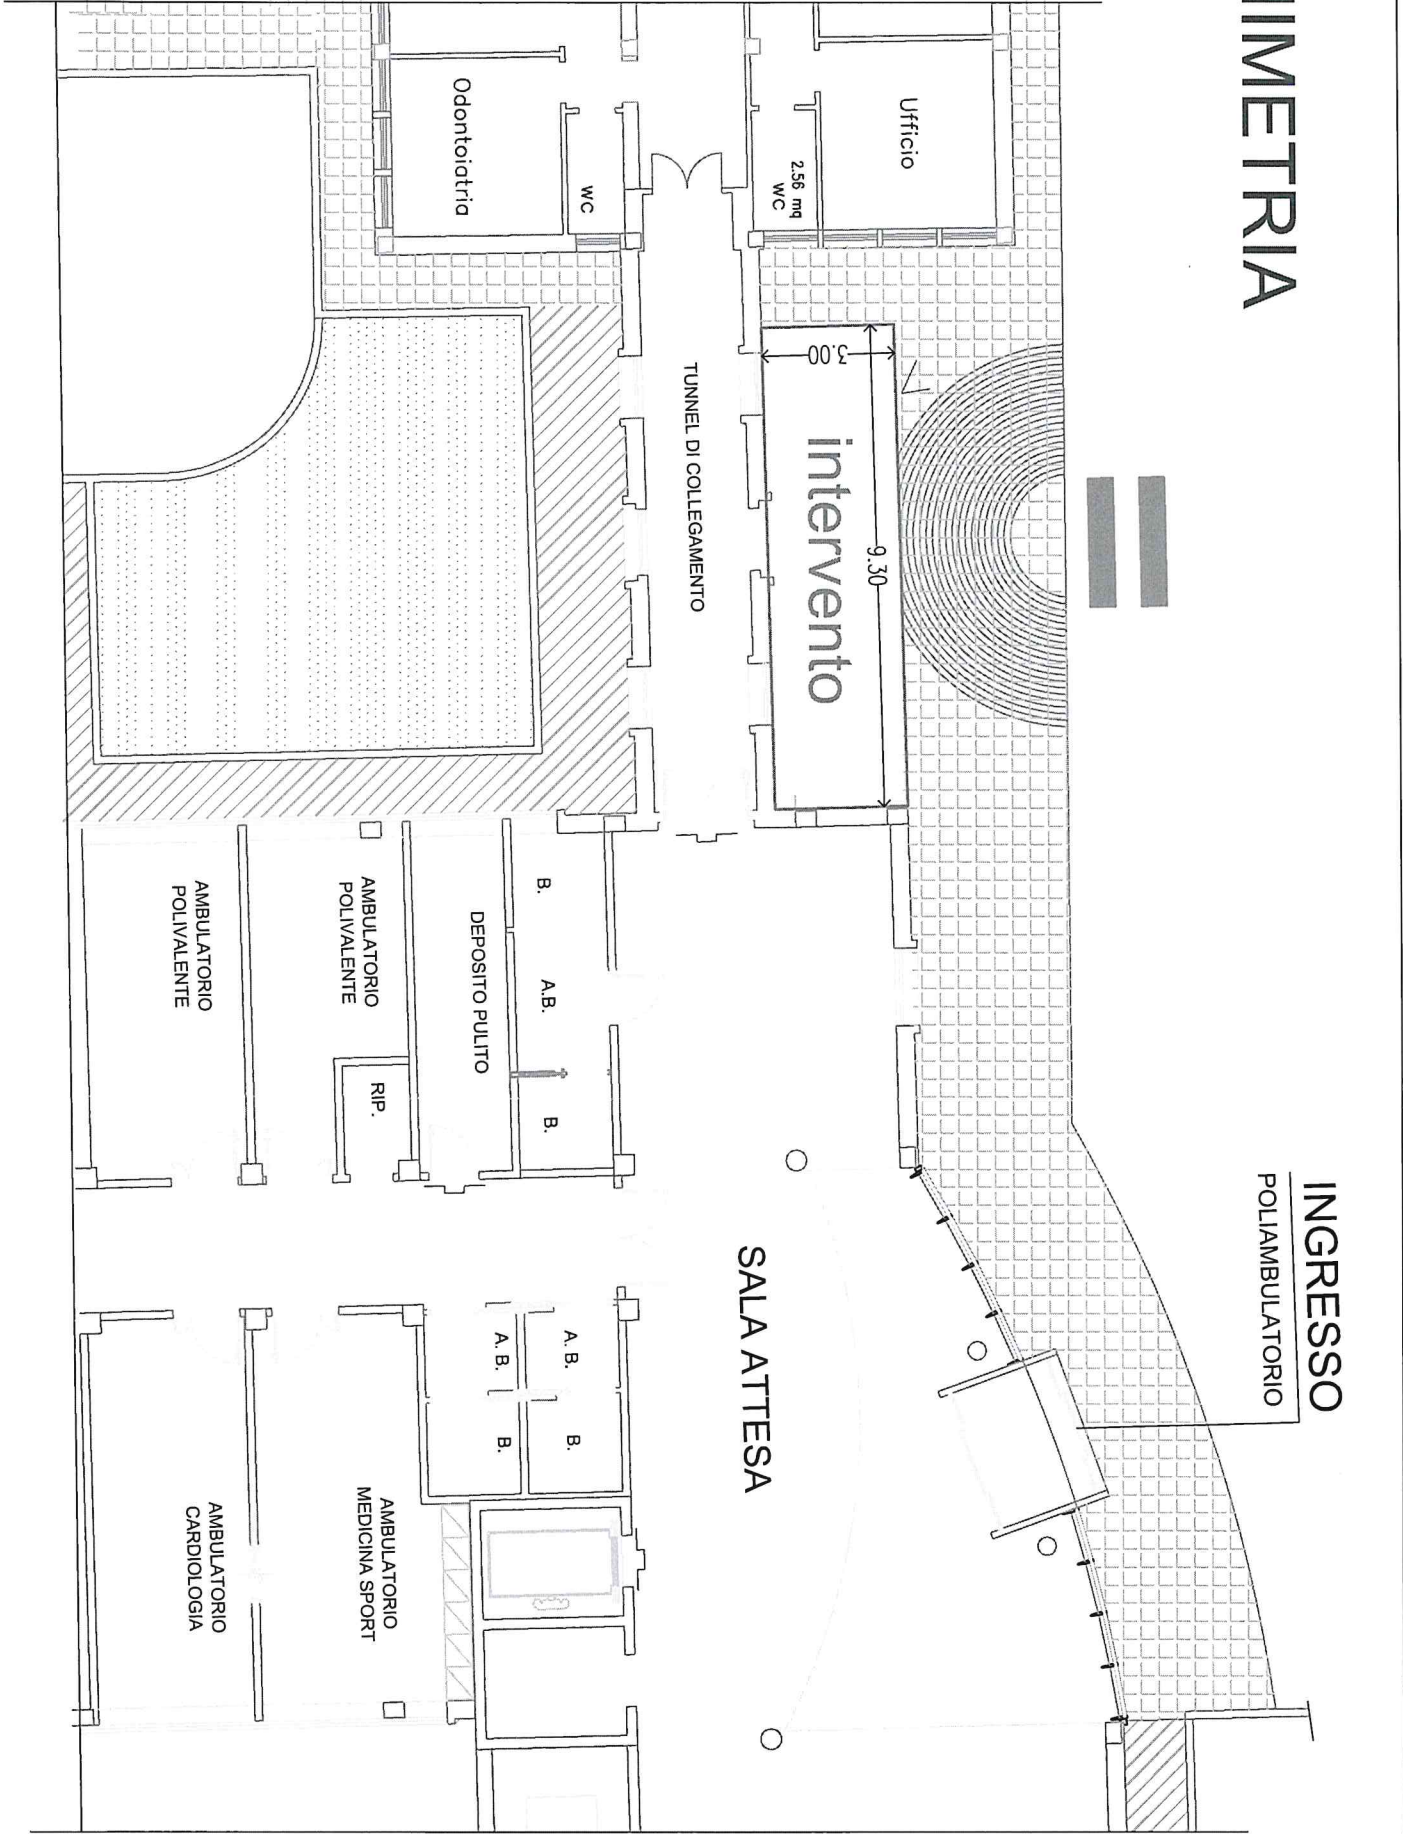 IIMETRIA
INGRESSO
POLIAMBULATORIO
Ufficio
2.56 mq
WC
WC
Odontoiatria
3.00
9.30
intervento
TUNNEL DI COLLEGAMENTO
SALA ATTESA
B.
A.B.
B.
DEPOSITO PULITO
AMBULATORIO
POLIVALENTE
RIP.
AMBULATORIO
POLIVALENTE
A. B.
B.
A. B.
B.
AMBULATORIO
MEDICINA SPORT
AMBULATORIO
CARDIOLOGIA